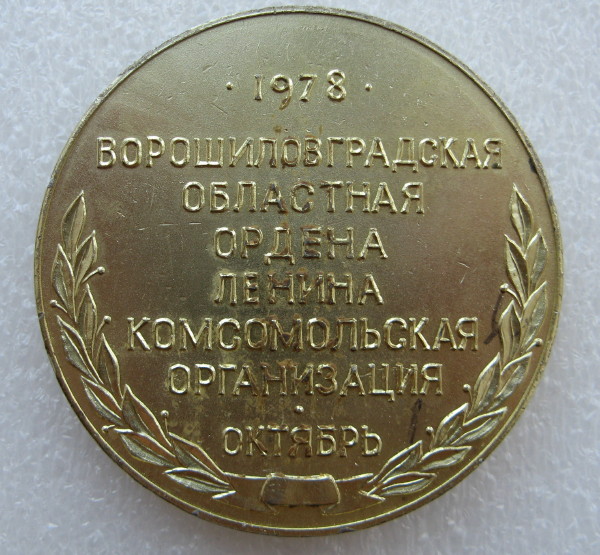 · 1978 ·
ВОРОШИЛОВГРАДСКАЯ
ОБЛАСТНАЯ
ОРДЕНА
ЛЕНИНА
КОМСОМОЛЬСКАЯ
ОРГАНИЗАЦИЯ
·
ОКТЯБРЬ